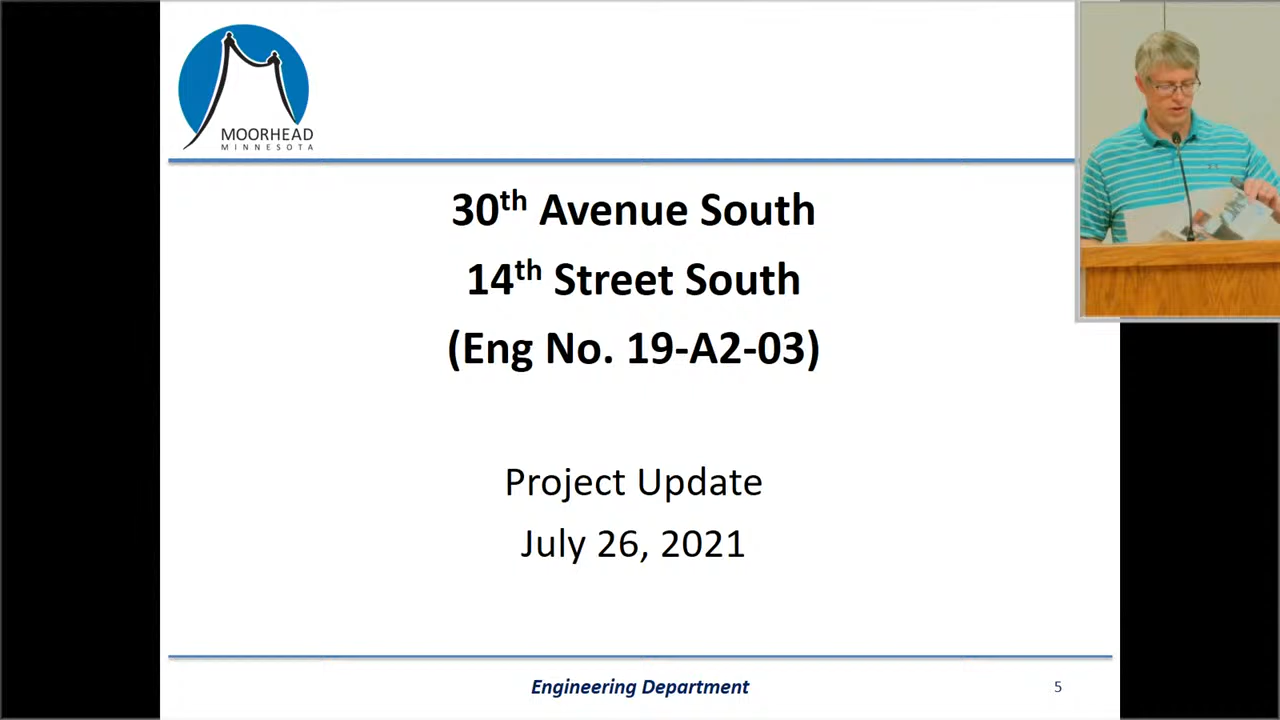 MOORHEAD
MINNESOTA
30th Avenue South
14th Street South
(Eng No. 19-A2-03)
Project Update
July 26, 2021
Engineering Department
5